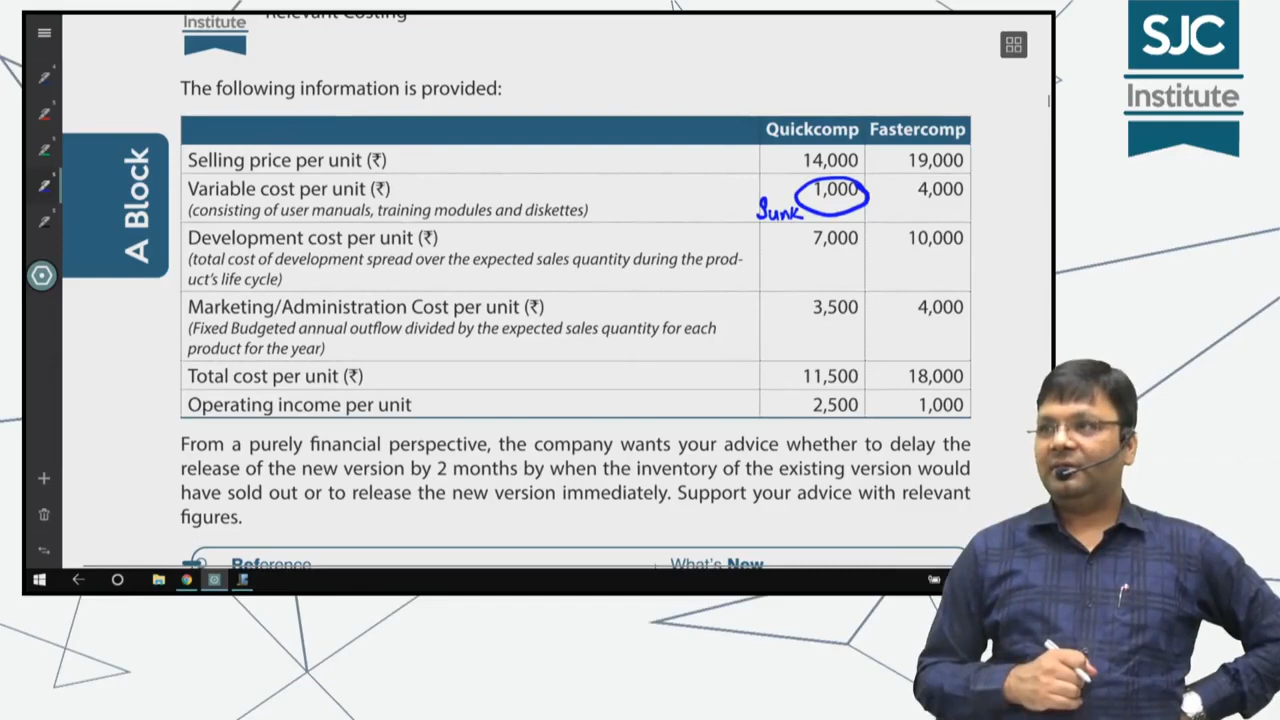 Institute
Relevant Costing
SJC
Institute
The following information is provided:
A Block
Quickcomp Fastercomp
Selling price per unit (₹) 14,000 19,000
Variable cost per unit (₹) 1,000 4,000
(consisting of user manuals, training modules and diskettes)
Sunk
Development cost per unit (₹) 7,000 10,000
(total cost of development spread over the expected sales quantity during the prod-
uct's life cycle)
Marketing/Administration Cost per unit (₹) 3,500 4,000
(Fixed Budgeted annual outflow divided by the expected sales quantity for each
product for the year)
Total cost per unit (₹) 11,500 18,000
Operating income per unit 2,500 1,000
From a purely financial perspective, the company wants your advice whether to delay the
release of the new version by 2 months by when the inventory of the existing version would
have sold out or to release the new version immediately. Support your advice with relevant
figures.
Reference What's New